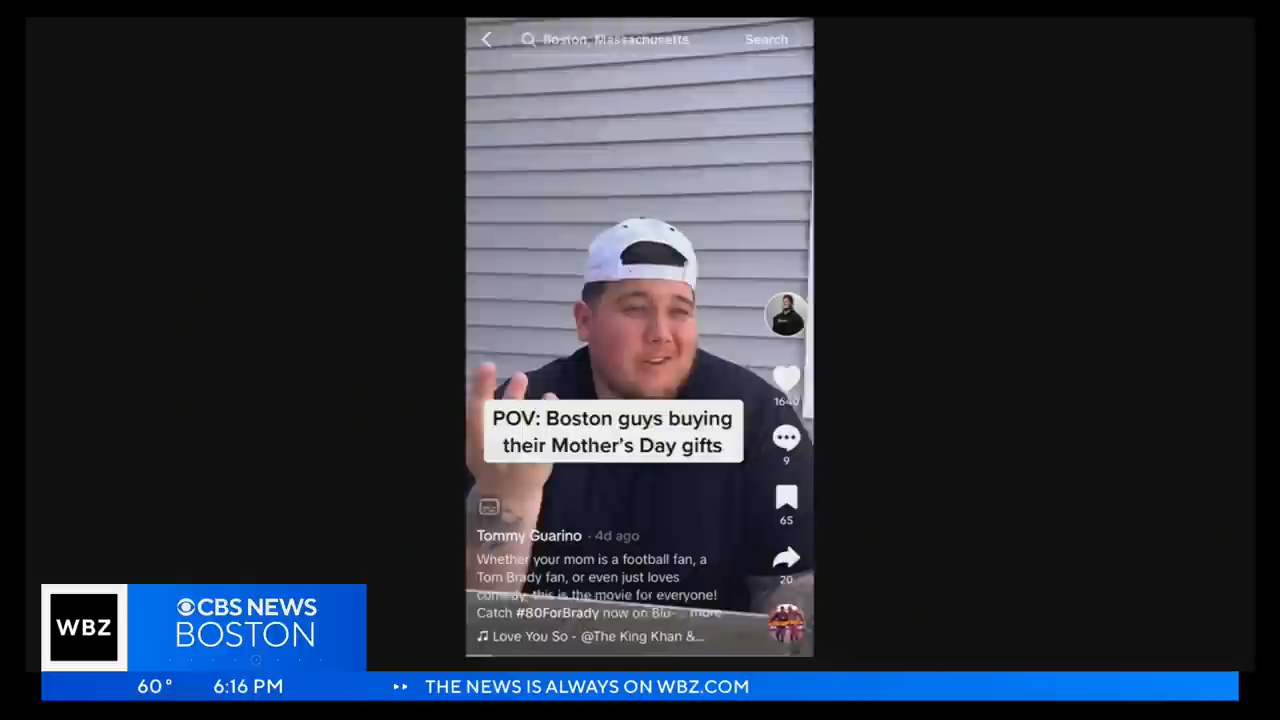 Boston, Massachusetts
Search
1640
POV: Boston guys buying
their Mother's Day gifts
9
65
Tommy Guarino · 4d ago
Whether your mom is a football fan, a
Tom Brady fan, or even just loves
comedy, this is the movie for everyone!
Catch #80ForBrady now on Blu-... more
20
Love You So - @The King Khan &...
WBZ
CBS NEWS
BOSTON
60° 6:16 PM THE NEWS IS ALWAYS ON WBZ.COM